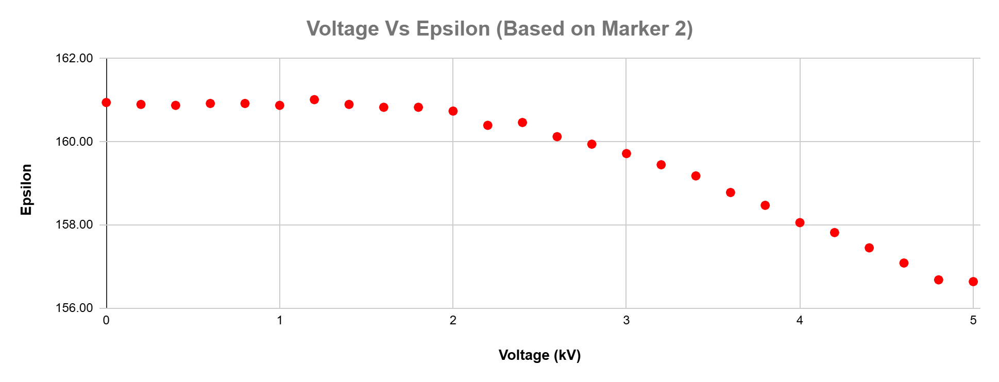 Voltage Vs Epsilon (Based on Marker 2)
162.00
160.00
158.00
156.00
Epsilon
0 1 2 3 4 5
Voltage (kV)